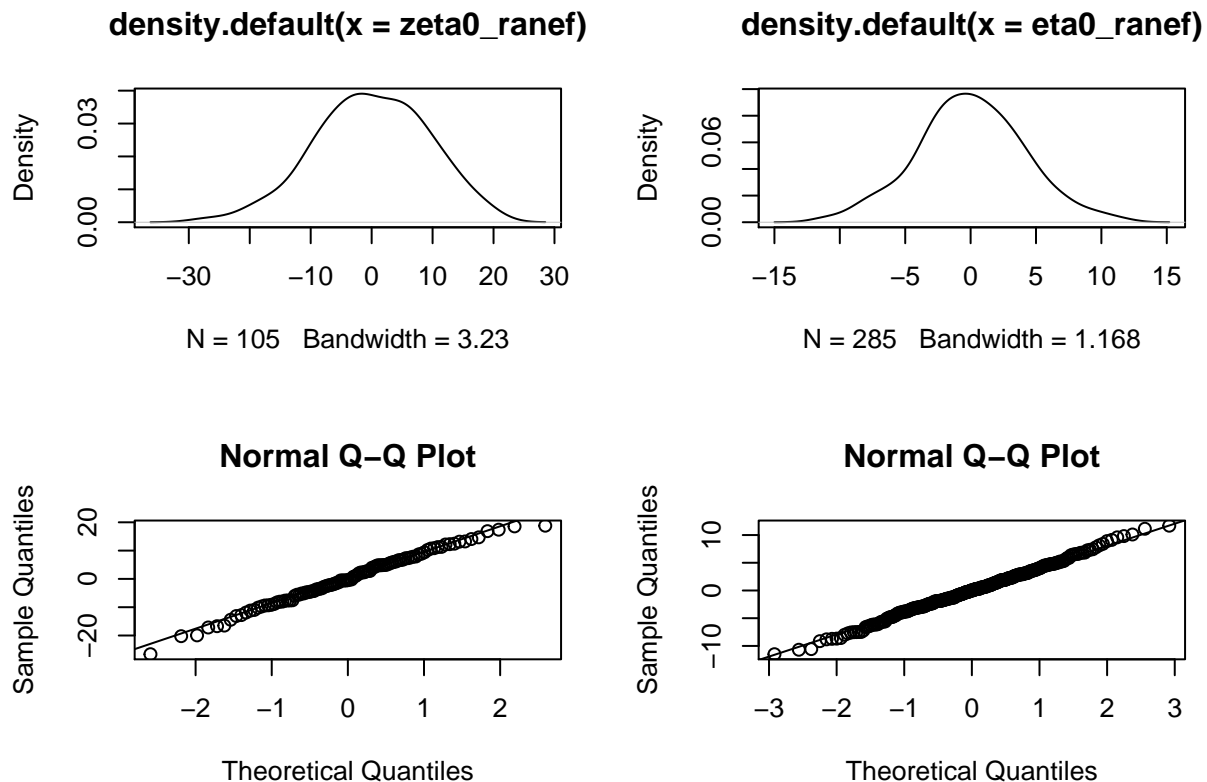 density.default(x = zeta0_ranef)
Density
0.00 0.03
−30 −10 0 10 20 30
N = 105 Bandwidth = 3.23
density.default(x = eta0_ranef)
Density
0.00 0.06
−15 −5 0 5 10 15
N = 285 Bandwidth = 1.168
Normal Q−Q Plot
Sample Quantiles
−20 0 20
−2 −1 0 1 2
Theoretical Quantiles
Normal Q−Q Plot
Sample Quantiles
−10 0 10
−3 −2 −1 0 1 2 3
Theoretical Quantiles